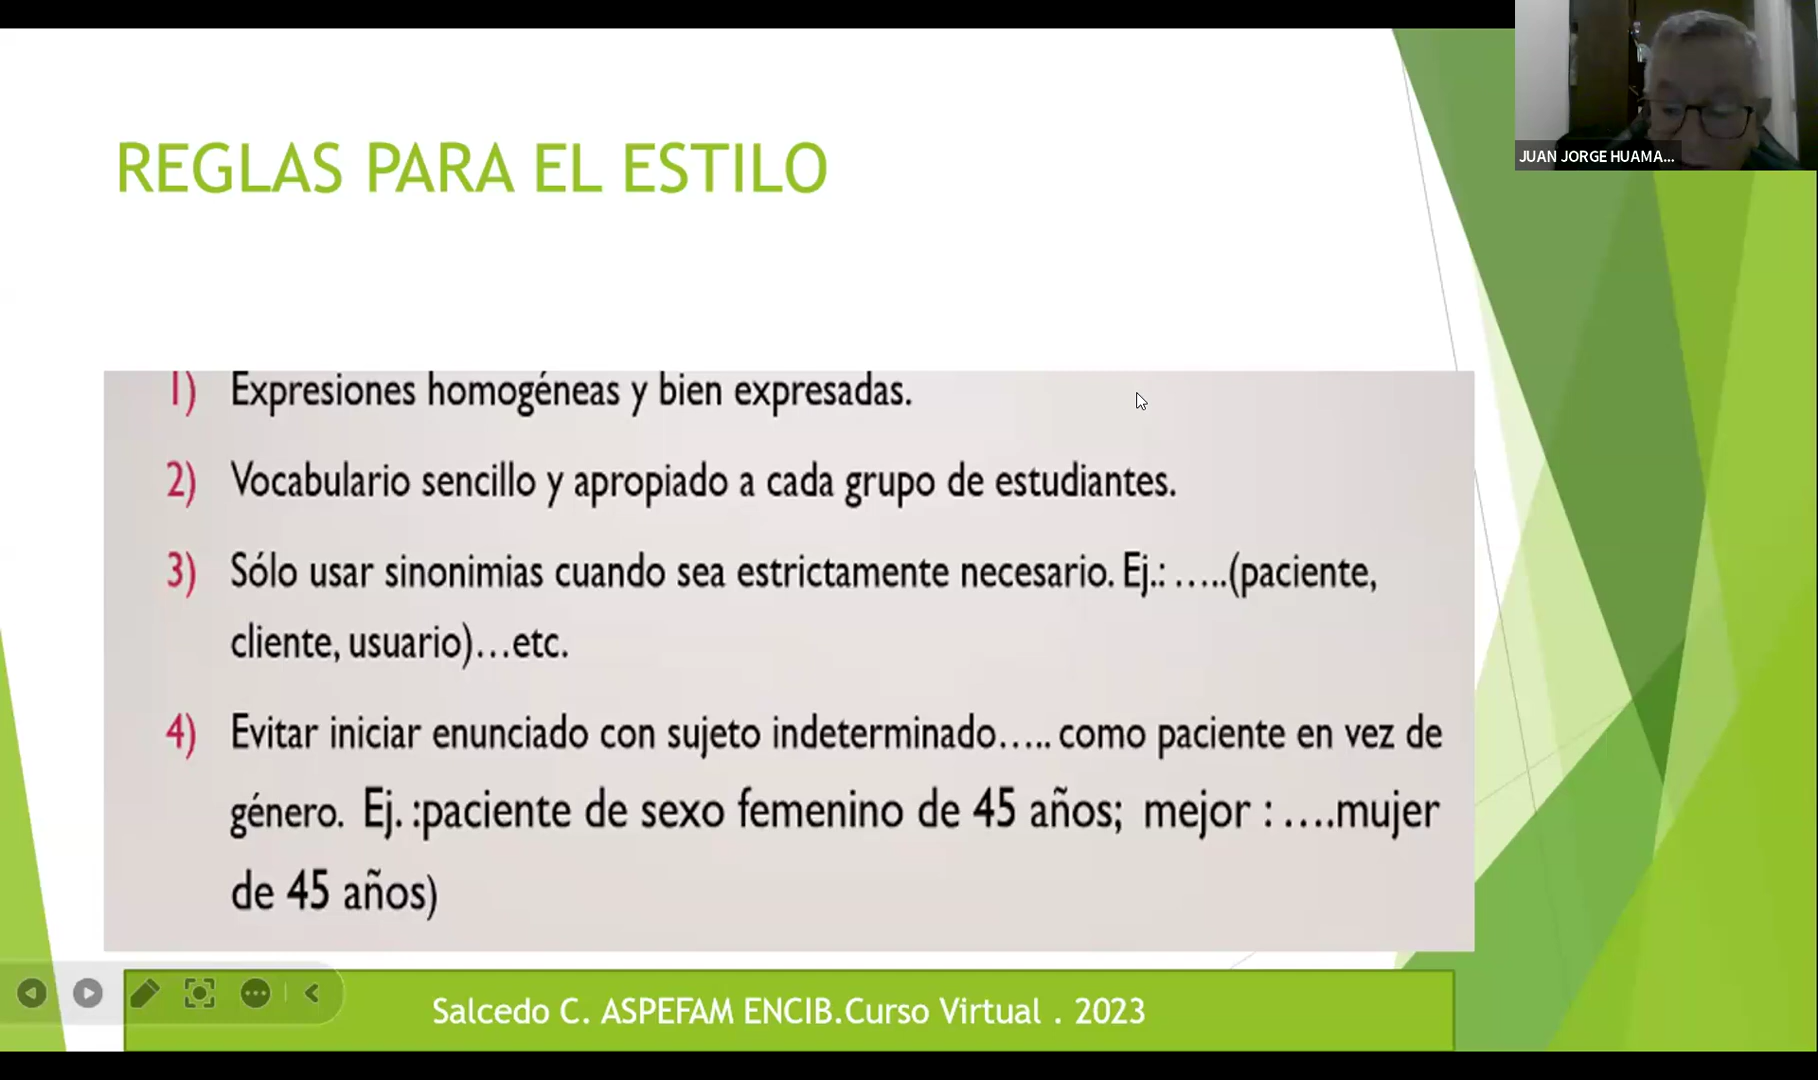 JUAN JORGE HUAMA...
REGLAS PARA EL ESTILO
1) Expresiones homogéneas y bien expresadas.
2) Vocabulario sencillo y apropiado a cada grupo de estudiantes.
3) Sólo usar sinonimias cuando sea estrictamente necesario. Ej.: …..(paciente,
cliente, usuario)…etc.
4) Evitar iniciar enunciado con sujeto indeterminado….. como paciente en vez de
género. Ej. :paciente de sexo femenino de 45 años; mejor : ….mujer
de 45 años)
Salcedo C. ASPEFAM ENCIB.Curso Virtual . 2023